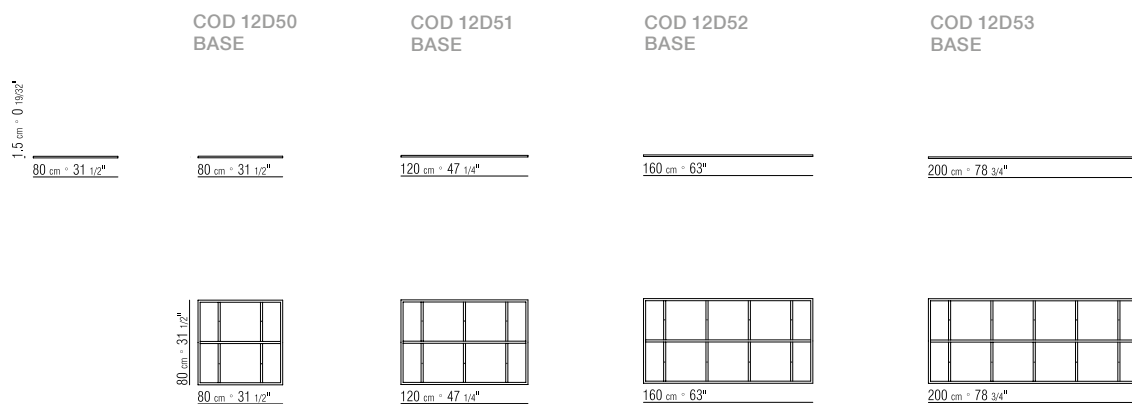 COD 12D50
BASE
COD 12D51
BASE
COD 12D52
BASE
COD 12D53
BASE
1.5 cm ° 0 19/32"
80 cm ° 31 1/2"
80 cm ° 31 1/2"
120 cm ° 47 1/4"
160 cm ° 63"
200 cm ° 78 3/4"
80 cm ° 31 1/2"
80 cm ° 31 1/2"
120 cm ° 47 1/4"
160 cm ° 63"
200 cm ° 78 3/4"